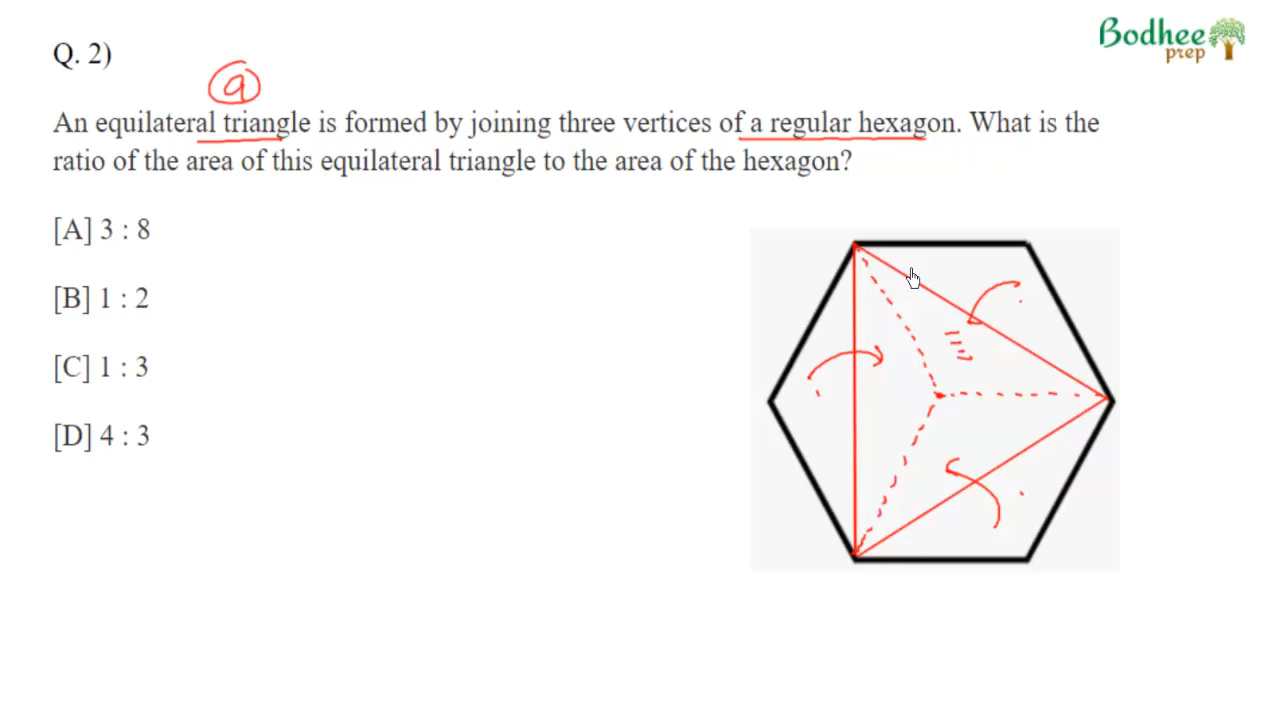 Bodhee
prep
Q. 2)
a
An equilateral triangle is formed by joining three vertices of a regular hexagon. What is the
ratio of the area of this equilateral triangle to the area of the hexagon?
[A] 3 : 8
[B] 1 : 2
[C] 1 : 3
[D] 4 : 3